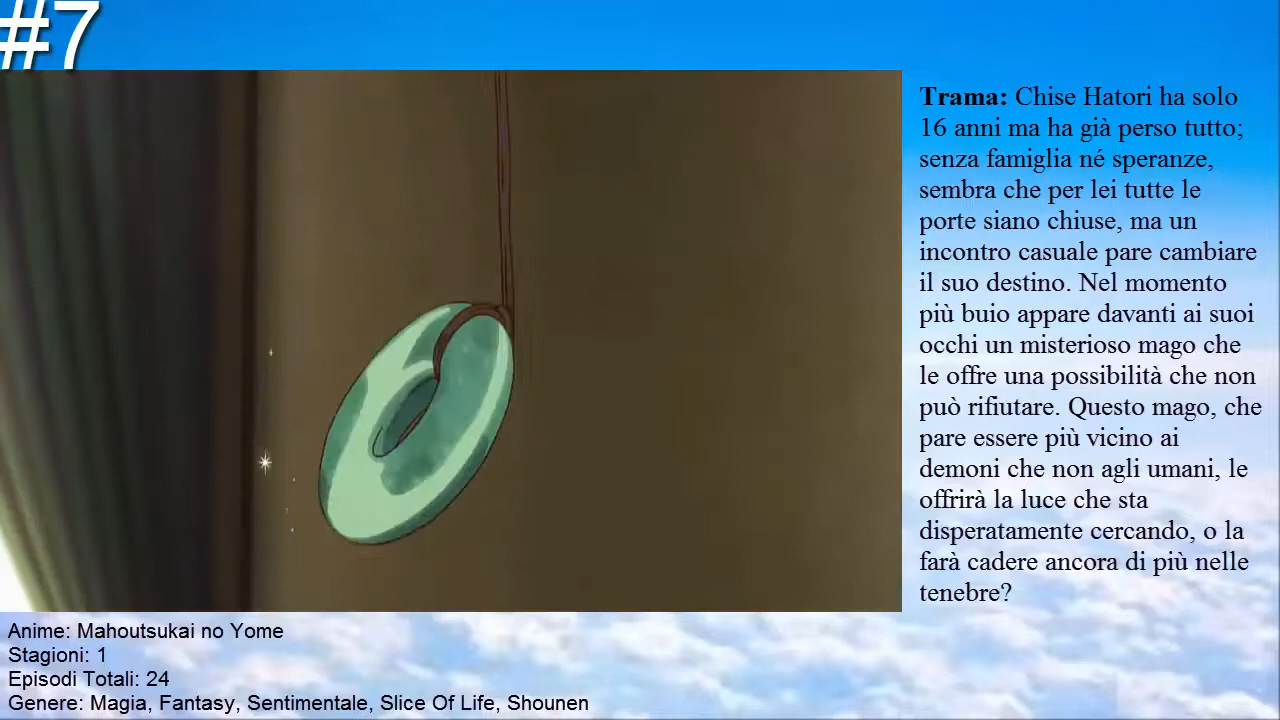 #7
Trama: Chise Hatori ha solo
16 anni ma ha già perso tutto;
senza famiglia né speranze,
sembra che per lei tutte le
porte siano chiuse, ma un
incontro casuale pare cambiare
il suo destino. Nel momento
più buio appare davanti ai suoi
occhi un misterioso mago che
le offre una possibilità che non
può rifiutare. Questo mago, che
pare essere più vicino ai
demoni che non agli umani, le
offrirà la luce che sta
disperatamente cercando, o la
farà cadere ancora di più nelle
tenebre?
Anime: Mahoutsukai no Yome
Stagioni: 1
Episodi Totali: 24
Genere: Magia, Fantasy, Sentimentale, Slice Of Life, Shounen